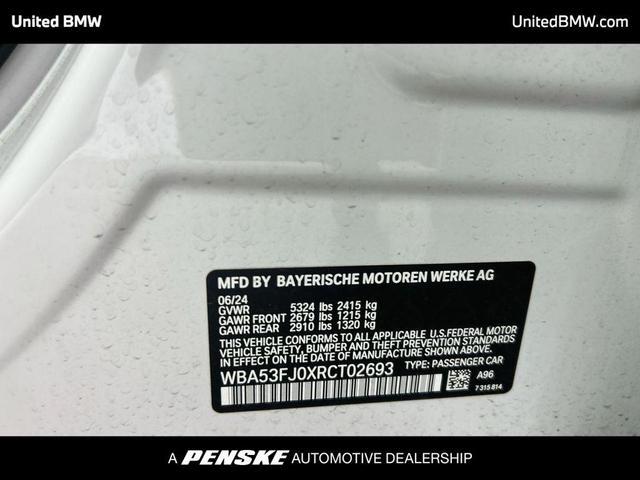 United BMW
UnitedBMW.com
MFD BY BAYERISCHE MOTOREN WERKE AG
06/24
GVWR 5324 lbs 2415 kg
GAWR FRONT 2679 lbs 1215 kg
GAWR REAR 2910 lbs 1320 kg
THIS VEHICLE CONFORMS TO ALL APPLICABLE U.S.FEDERAL MOTOR
VEHICLE SAFETY, BUMPER AND THEFT PREVENTION STANDARDS
IN EFFECT ON THE DATE OF MANUFACTURE SHOWN ABOVE.
WBA53FJ0XRCT02693 TYPE: PASSENGER CAR
A96
7 315 814
A PENSKE AUTOMOTIVE DEALERSHIP